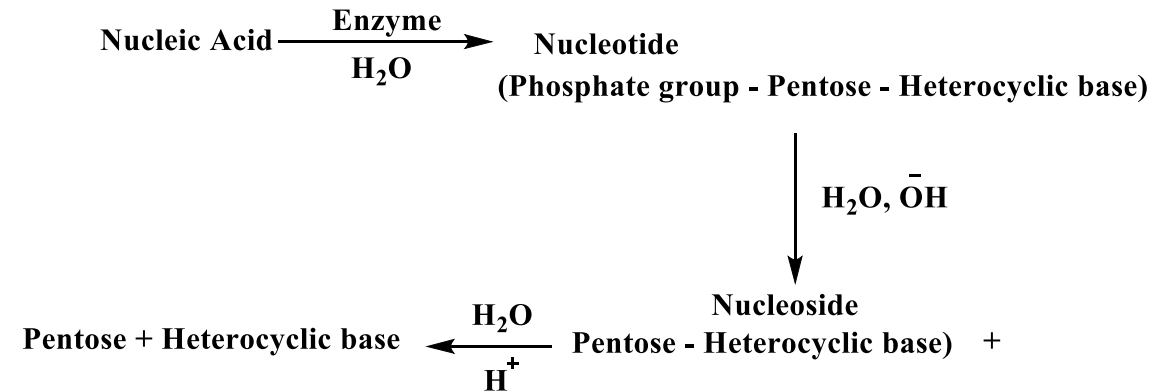 Nucleic Acid Enzyme Nucleotide
H₂O
(Phosphate group - Pentose - Heterocyclic base)
H₂O, ŌH
Nucleoside
Pentose + Heterocyclic base H₂O Pentose - Heterocyclic base) +
H⁺